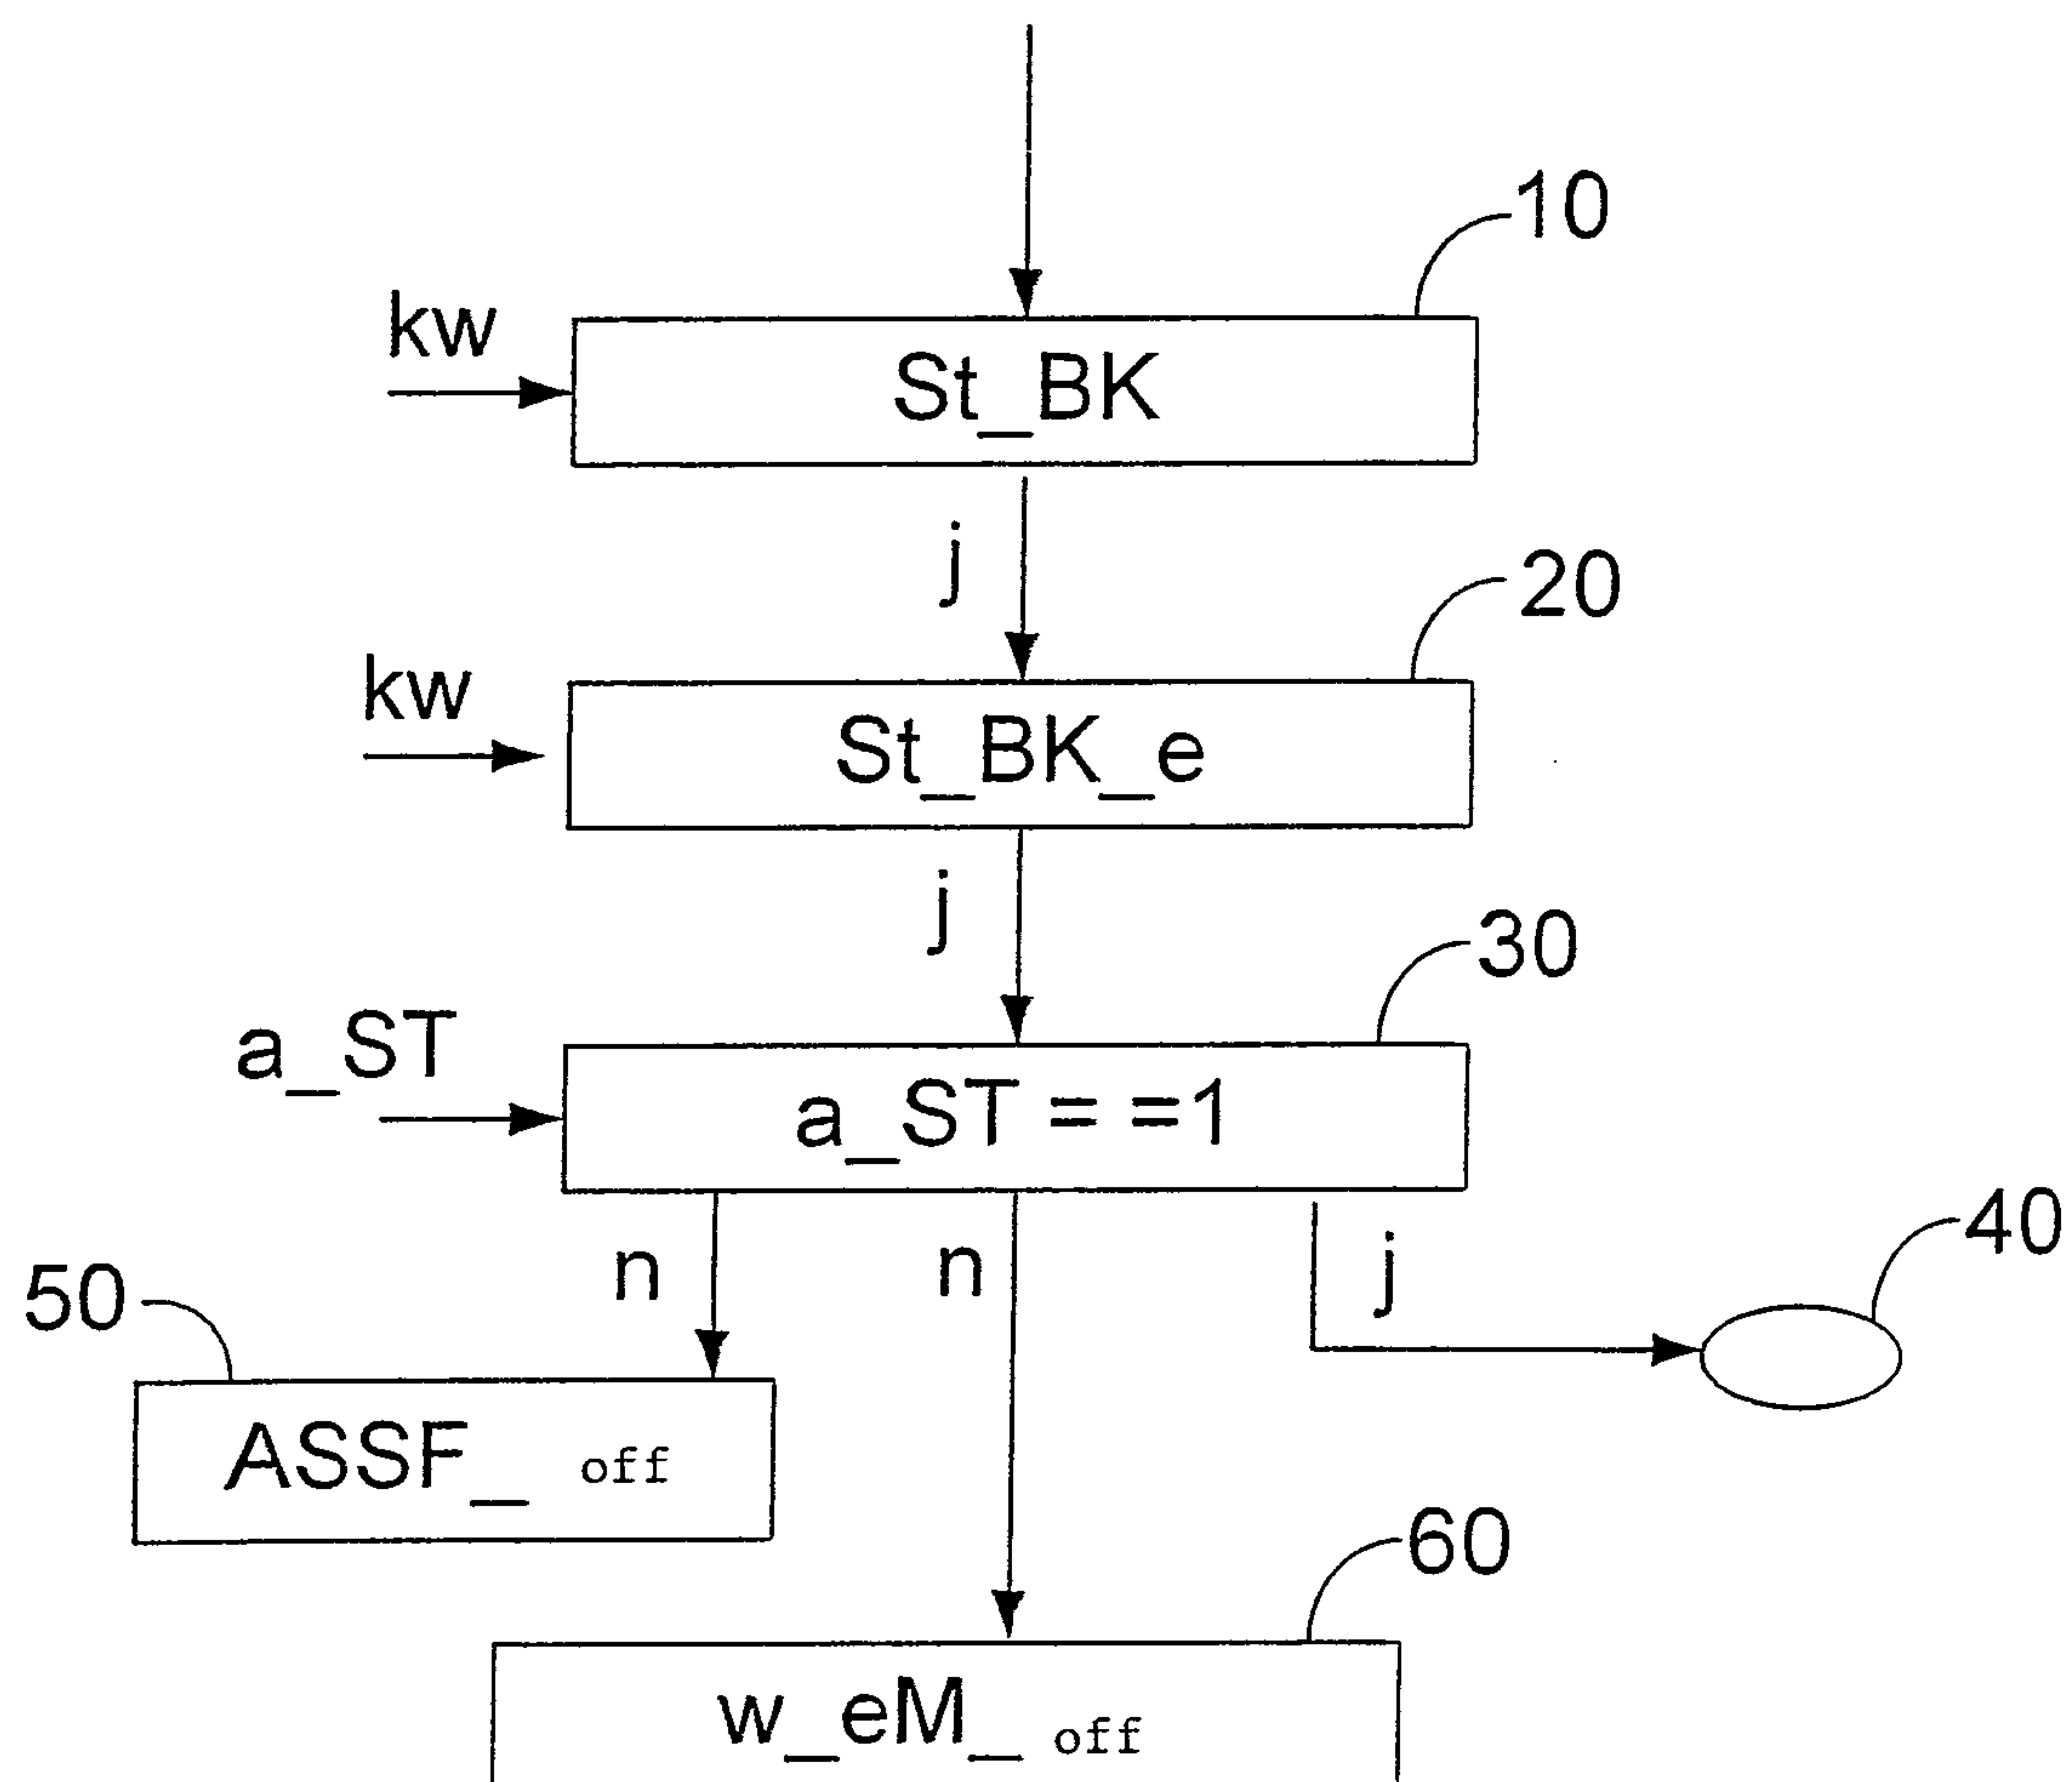 10
kw
St_BK
j
20
kw
St_BK_e
j
30
a_ST
a_ST = =1
n
n
j
40
50
ASSF_ off
60
w_eM_ off